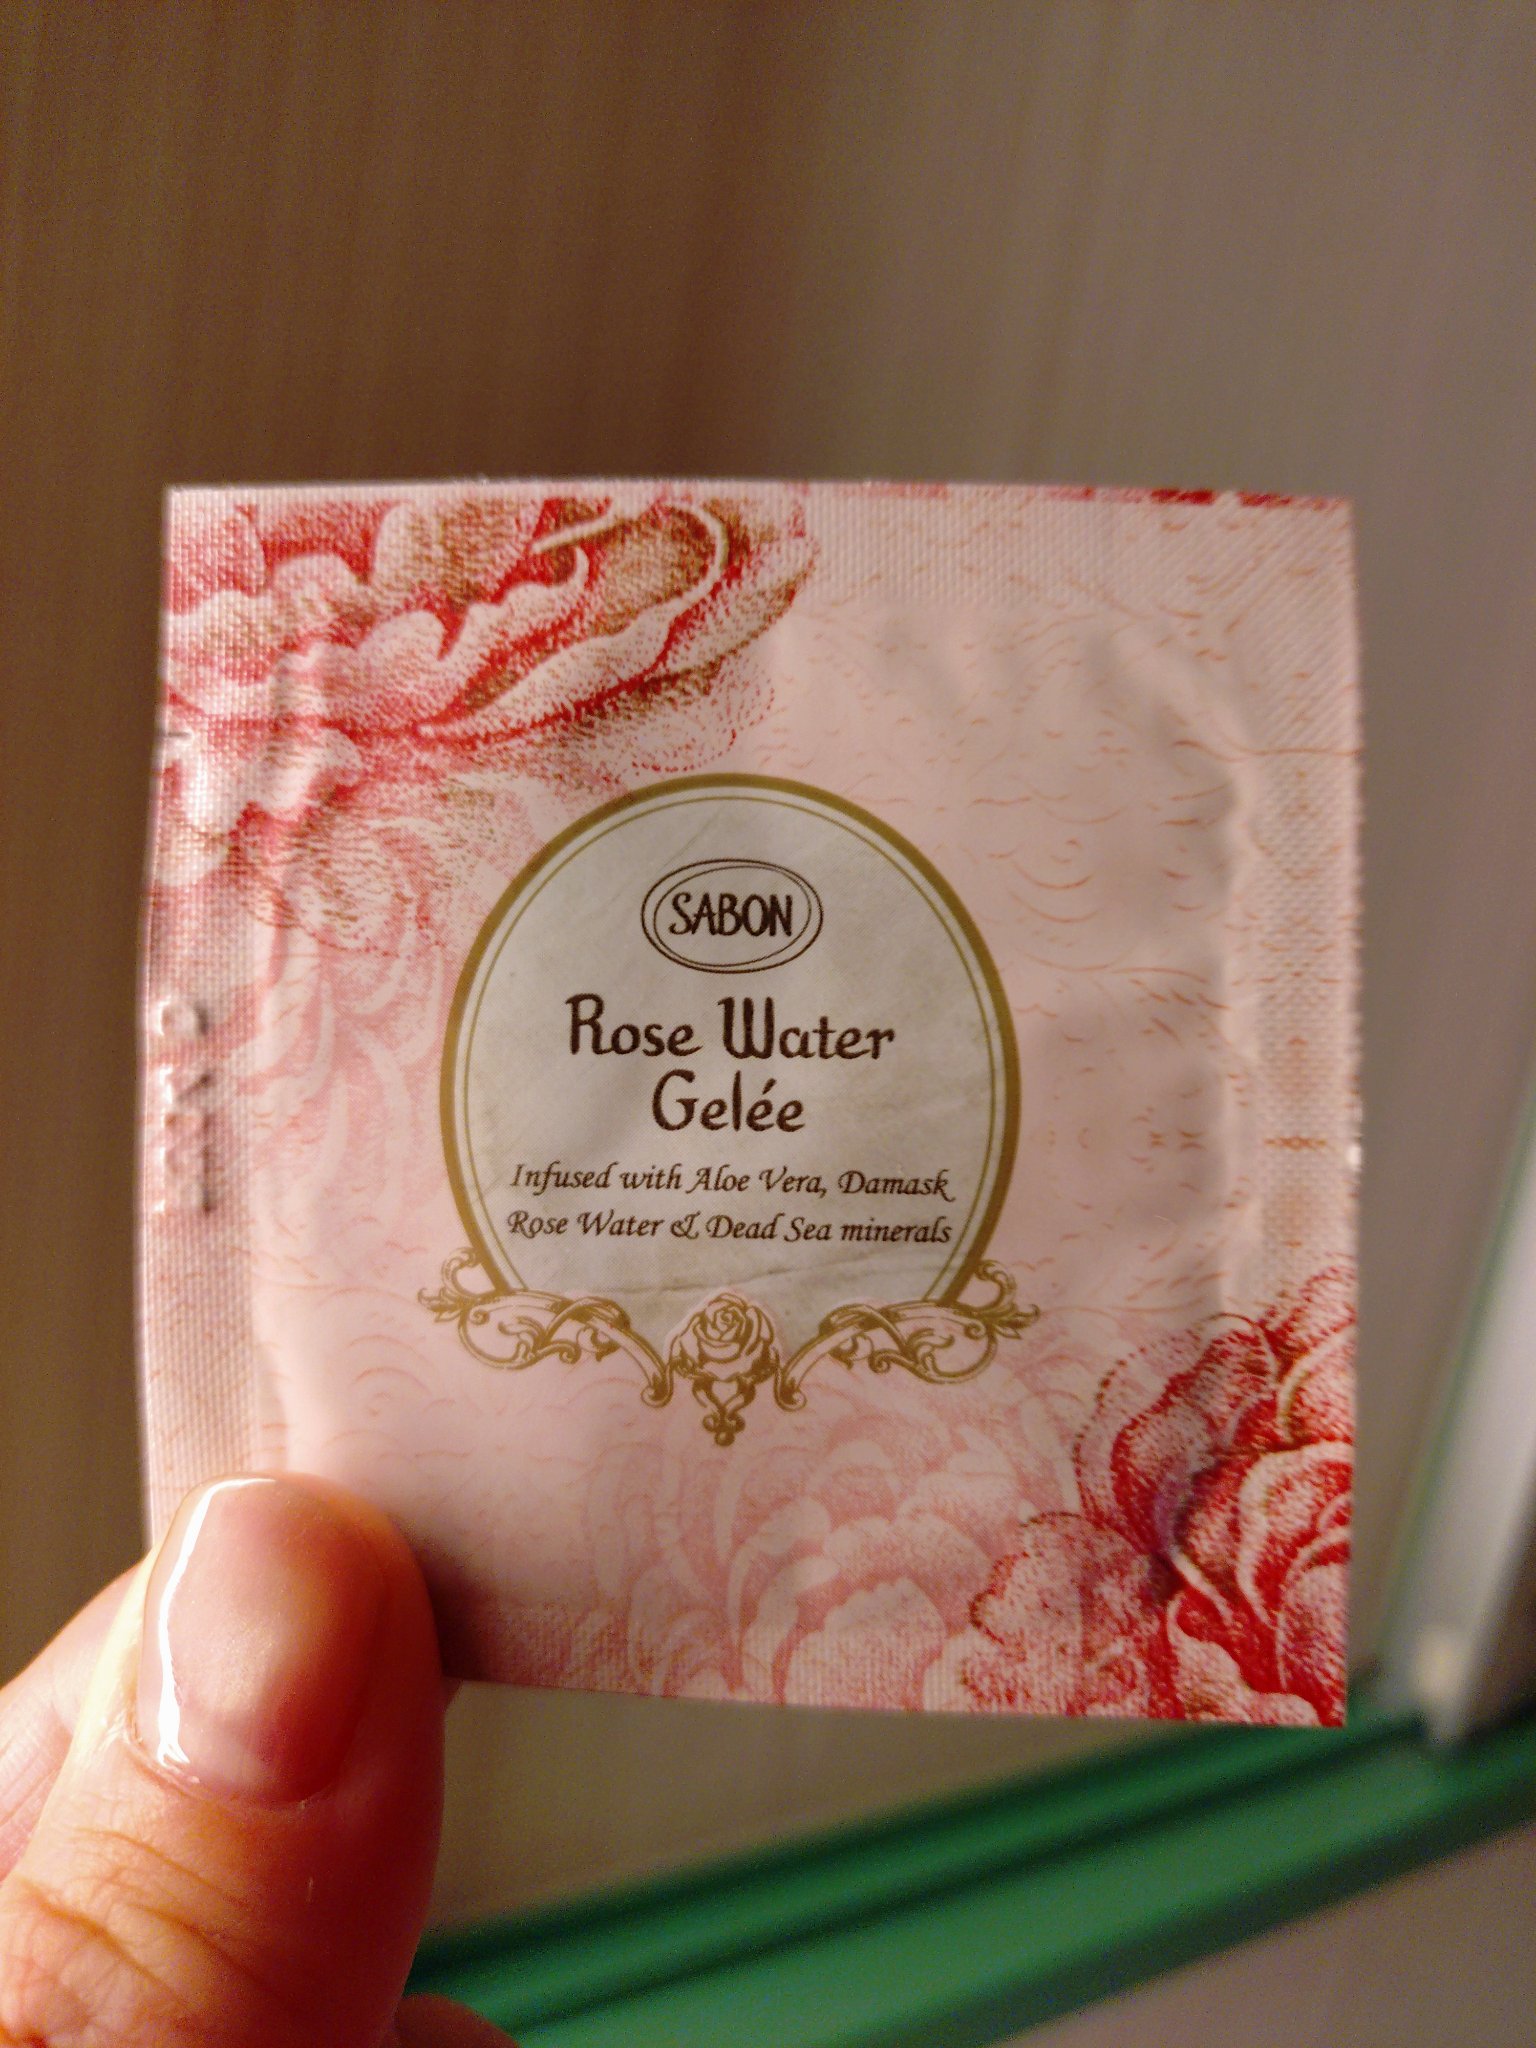 SABON
Rose Water
Gelée
Infused with Aloe Vera, Damask
Rose Water & Dead Sea minerals